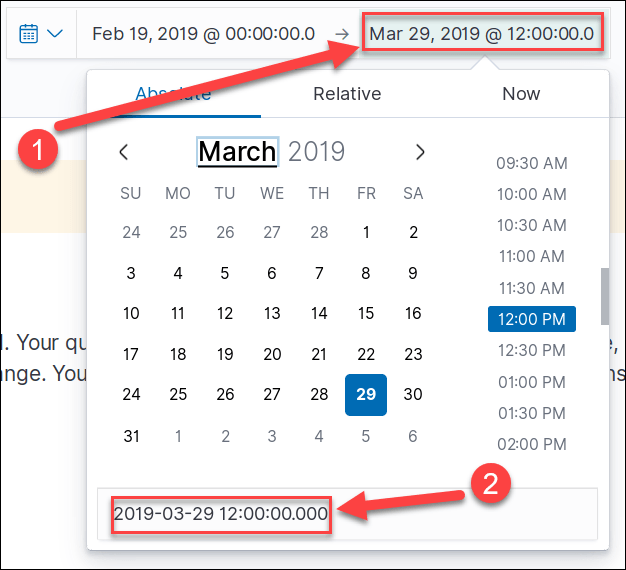 Feb 19, 2019 @ 00:00:00.0 → Mar 29, 2019 @ 12:00:00.0
1
Absolute Relative Now
March 2019
SU MO TU WE TH FR SA
24 25 26 27 28 1 2
3 4 5 6 7 8 9
10 11 12 13 14 15 16
17 18 19 20 21 22 23
24 25 26 27 28 29 30
31 1 2 3 4 5 6
09:30 AM
10:00 AM
10:30 AM
11:00 AM
11:30 AM
12:00 PM
12:30 PM
01:00 PM
01:30 PM
02:00 PM
. Your
. You
2019-03-29 12:00:00.000
2